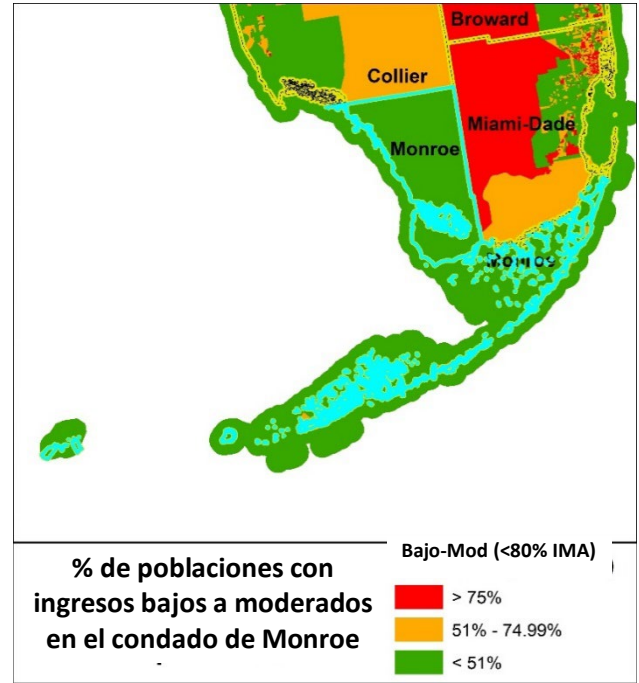 Broward
Collier
Miami-Dade
Monroe
Monroe
% de poblaciones con
ingresos bajos a moderados
en el condado de Monroe
Bajo-Mod (<80% IMA)
> 75%
51% - 74.99%
< 51%